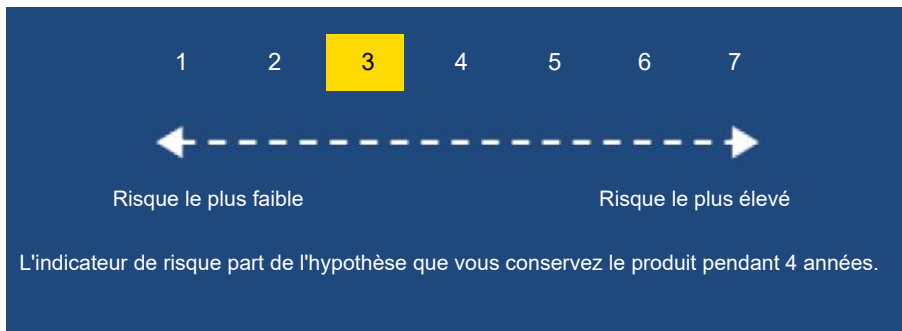 1 2 3 4 5 6 7
Risque le plus faible Risque le plus élevé
L'indicateur de risque part de l'hypothèse que vous conservez le produit pendant 4 années.